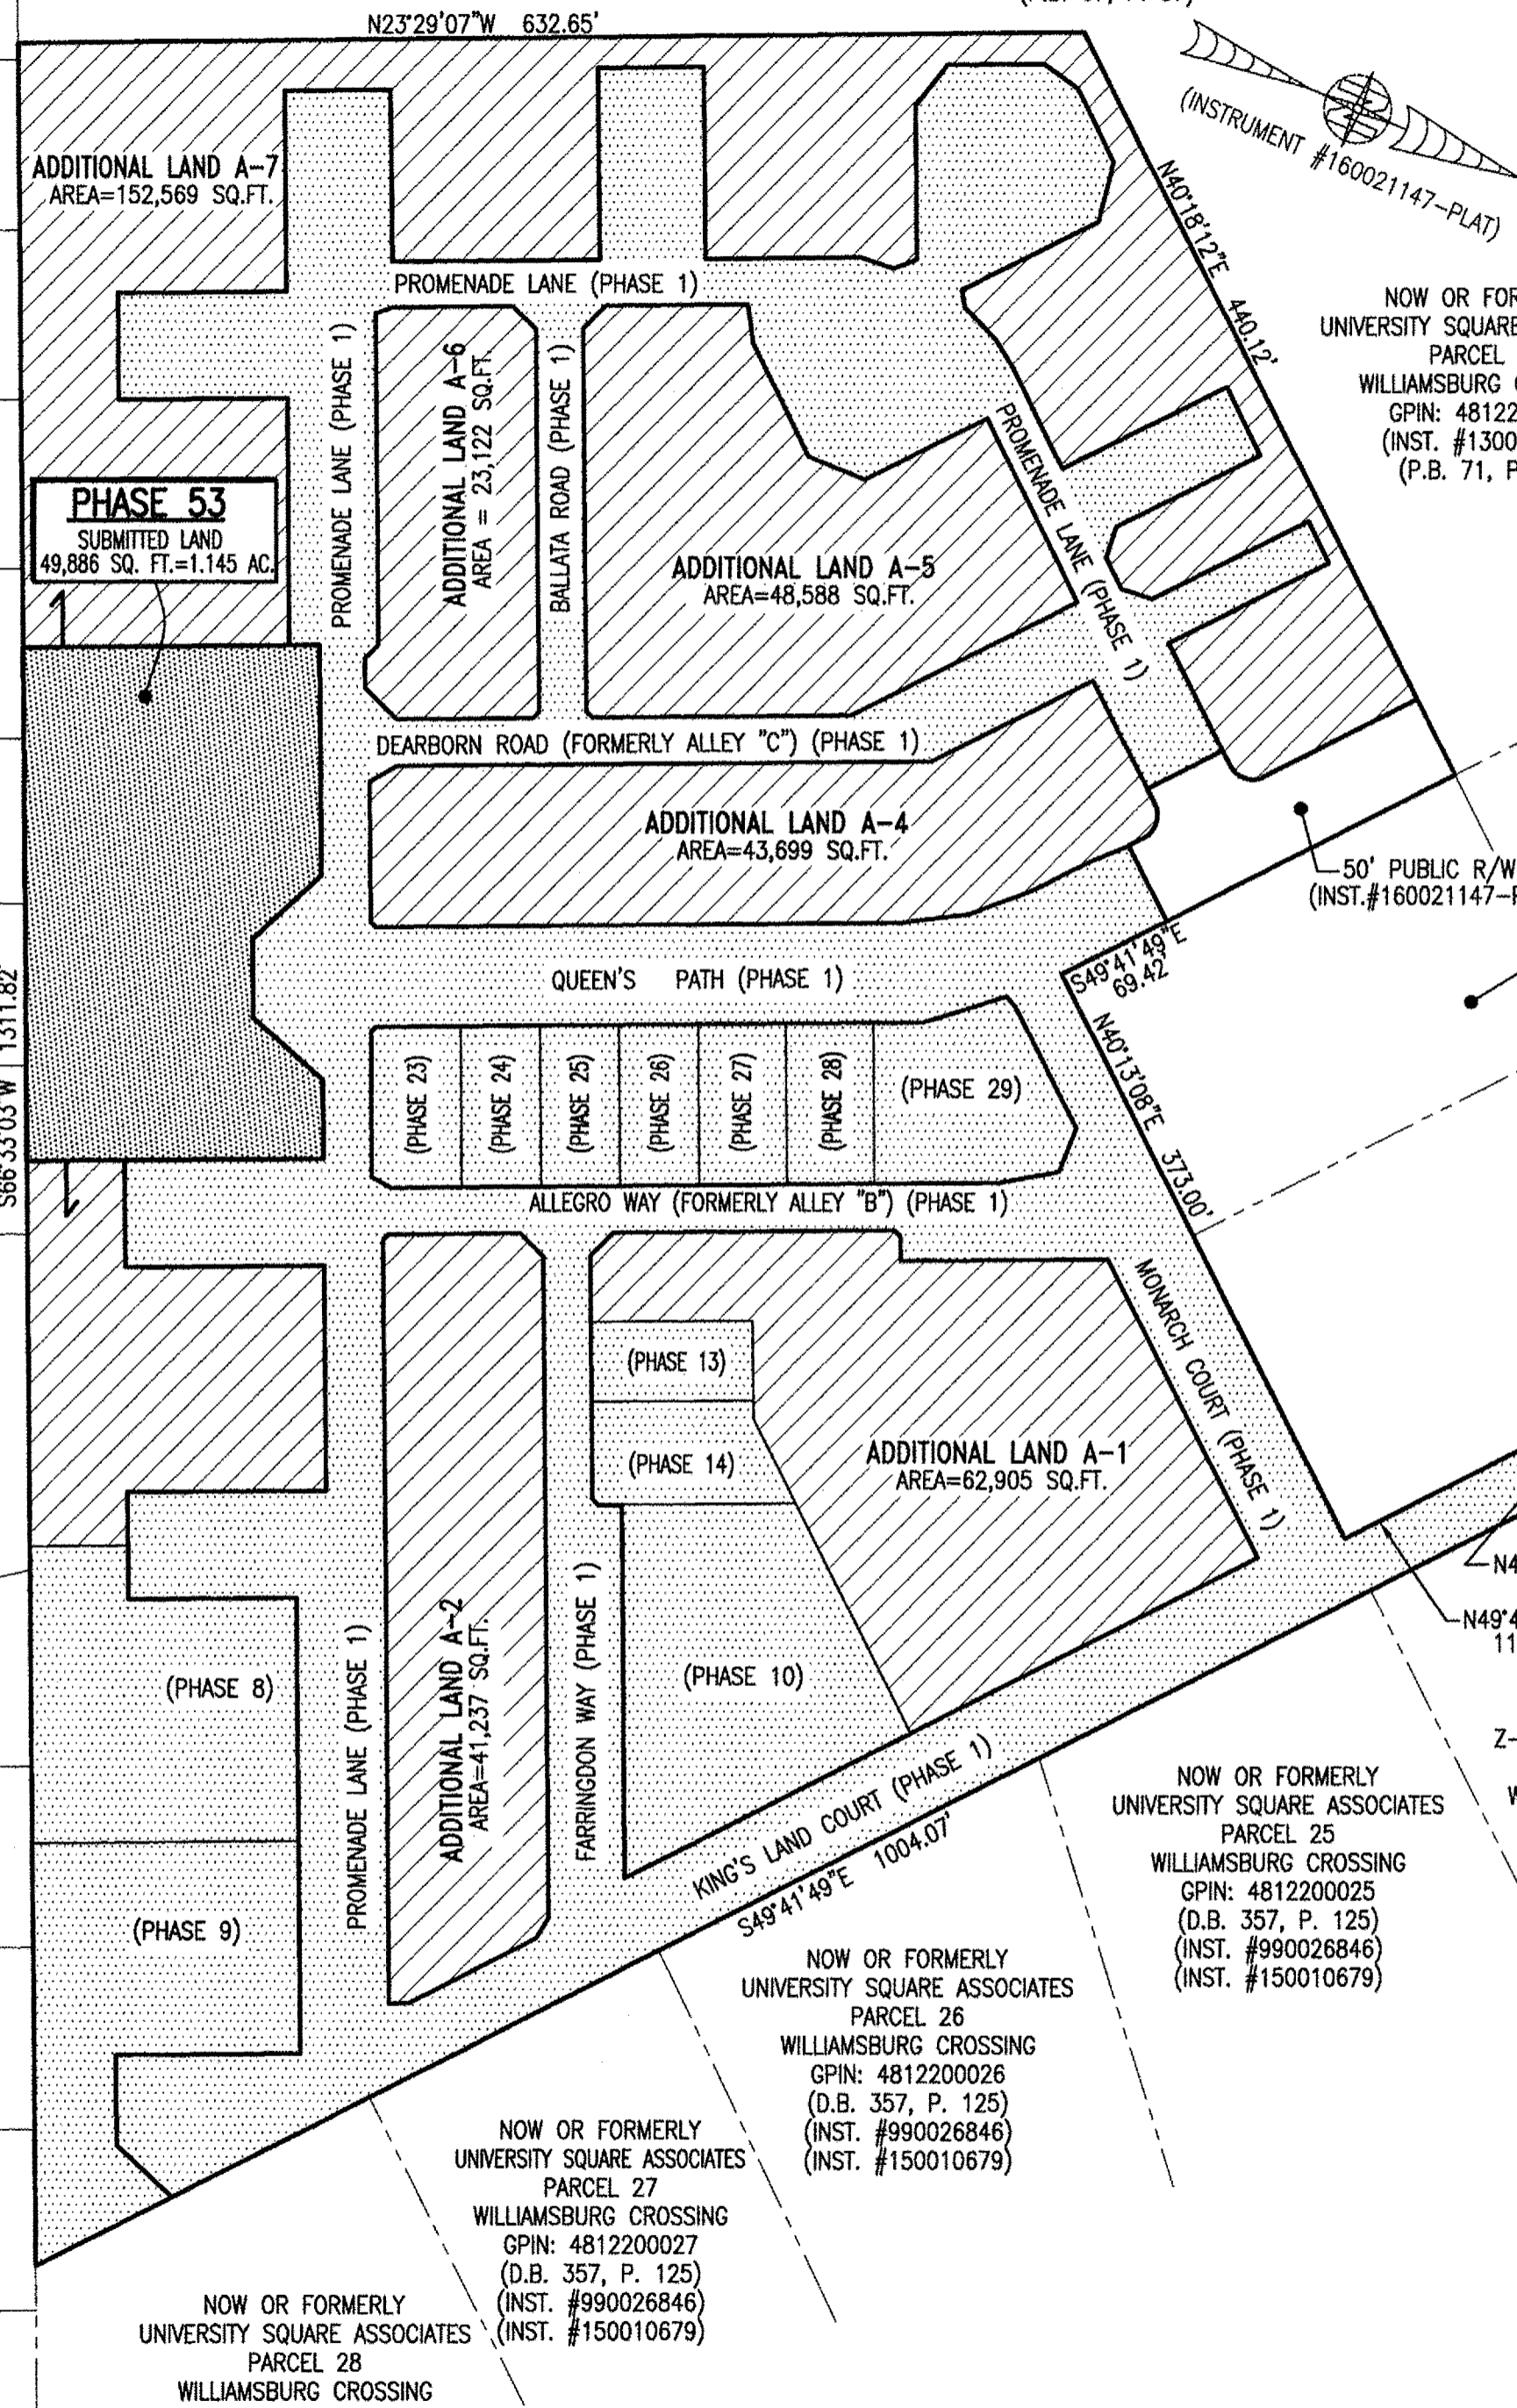 N23°29'07"W 632.65'
(INSTRUMENT #160021147-PLAT)
ADDITIONAL LAND A-7
AREA=152,569 SQ.FT.
N40°18'12"E 440.12'
PROMENADE LANE (PHASE 1)
NOW OR FOR
UNIVERSITY SQUARE
PARCEL
WILLIAMSBURG
GPIN: 48122
(INST. #1300
(P.B. 71, P
PROMENADE LANE (PHASE 1)
ADDITIONAL LAND A-6
AREA = 23,122 SQ.FT.
BALLATA ROAD (PHASE 1)
PROMENADE LANE (PHASE 1)
PHASE 53
SUBMITTED LAND
49,886 SQ. FT.=1.145 AC.
ADDITIONAL LAND A-5
AREA=48,588 SQ.FT.
DEARBORN ROAD (FORMERLY ALLEY "C") (PHASE 1)
ADDITIONAL LAND A-4
AREA=43,699 SQ.FT.
50' PUBLIC R/W
(INST.#160021147-P
S49°41'49"E
69.42'
QUEEN'S PATH (PHASE 1)
S66°33'03"W 1311.82'
N40°13'08"E 373.00'
(PHASE 23)
(PHASE 24)
(PHASE 25)
(PHASE 26)
(PHASE 27)
(PHASE 28)
(PHASE 29)
ALLEGRO WAY (FORMERLY ALLEY "B") (PHASE 1)
MONARCH COURT (PHASE 1)
(PHASE 13)
(PHASE 14)
ADDITIONAL LAND A-1
AREA=62,905 SQ.FT.
N4
N49°4
11
PROMENADE LANE (PHASE 1)
ADDITIONAL LAND A-2
AREA=41,237 SQ.FT.
FARRINGDON WAY (PHASE 1)
(PHASE 8)
(PHASE 10)
(PHASE 9)
KING'S LAND COURT (PHASE 1)
S49°41'49"E 1004.07'
Z-
W
NOW OR FORMERLY
UNIVERSITY SQUARE ASSOCIATES
PARCEL 25
WILLIAMSBURG CROSSING
GPIN: 4812200025
(D.B. 357, P. 125)
(INST. #990026846)
(INST. #150010679)
NOW OR FORMERLY
UNIVERSITY SQUARE ASSOCIATES
PARCEL 26
WILLIAMSBURG CROSSING
GPIN: 4812200026
(D.B. 357, P. 125)
(INST. #990026846)
(INST. #150010679)
NOW OR FORMERLY
UNIVERSITY SQUARE ASSOCIATES
PARCEL 27
WILLIAMSBURG CROSSING
GPIN: 4812200027
(D.B. 357, P. 125)
(INST. #990026846)
(INST. #150010679)
NOW OR FORMERLY
UNIVERSITY SQUARE ASSOCIATES
PARCEL 28
WILLIAMSBURG CROSSING